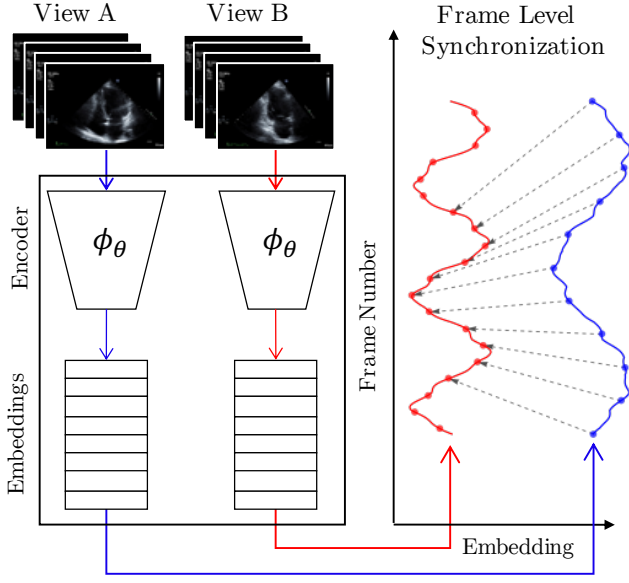 View A
View B
Frame Level
Synchronization
Encoder
ϕθ
ϕθ
Embeddings
Frame Number
Embedding